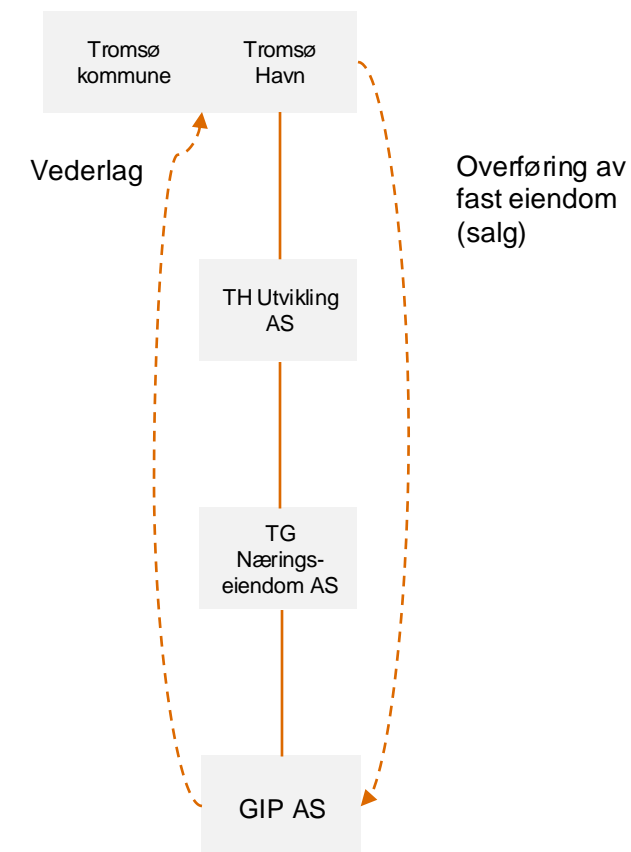 Tromsø
kommune
Tromsø
Havn
Vederlag
Overføring av
fast eiendom
(salg)
TH Utvikling
AS
TG
Nærings-
eiendom AS
GIP AS